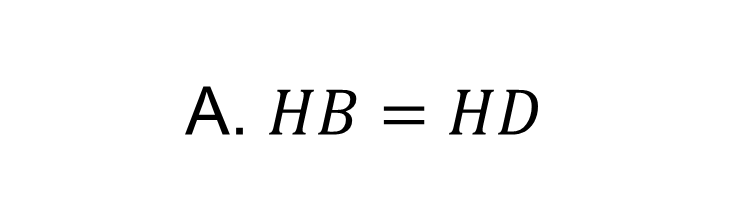 A. HB = HD